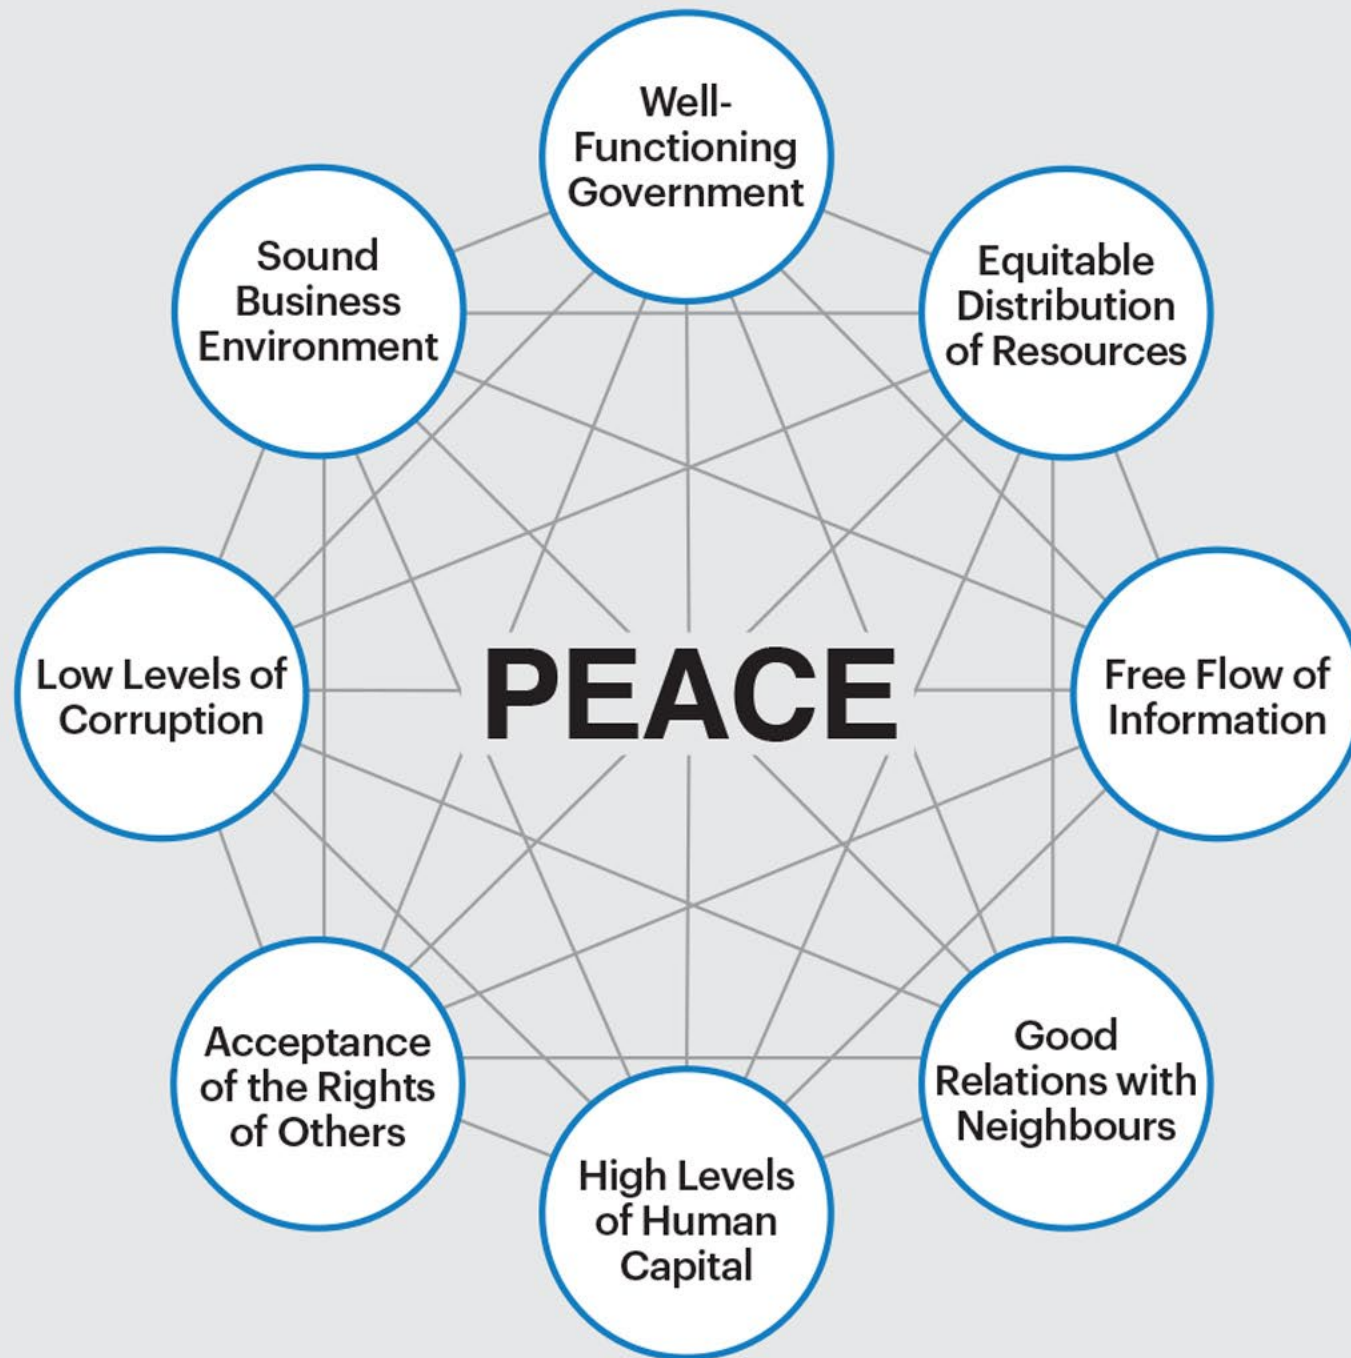 Well-
Functioning
Government
Equitable
Distribution
of Resources
Free Flow of
Information
Good
Relations with
Neighbours
High Levels
of Human
Capital
Acceptance
of the Rights
of Others
Low Levels of
Corruption
Sound
Business
Environment
PEACE